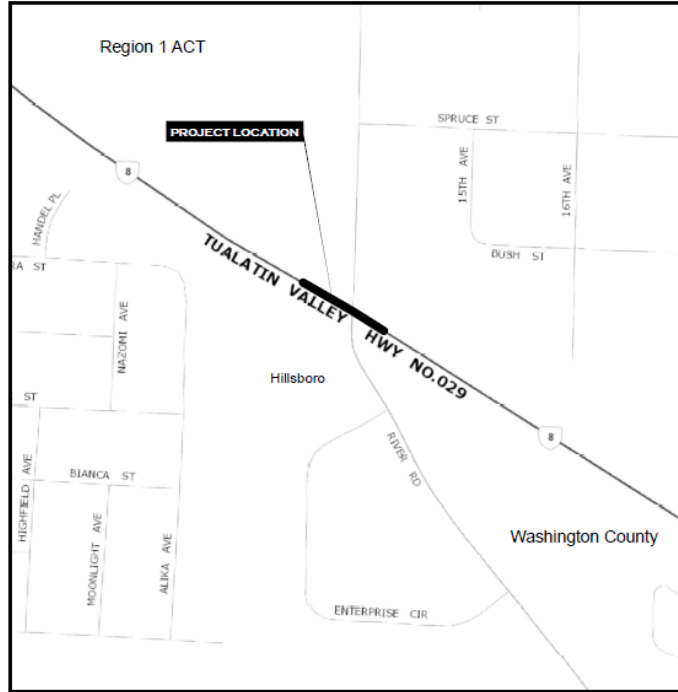 Region 1 ACT
PROJECT LOCATION
SPRUCE ST
8
15TH AVE
16TH AVE
HANDEL PL
BUSH ST
RA ST
TUALATIN VALLEY HWY NO.029
NAZOMI AVE
Hillsboro
ST
8
RIVER RD
HIGHFIELD AVE
BIANCA ST
MOONLIGHT AVE
ALIKA AVE
Washington County
ENTERPRISE CIR